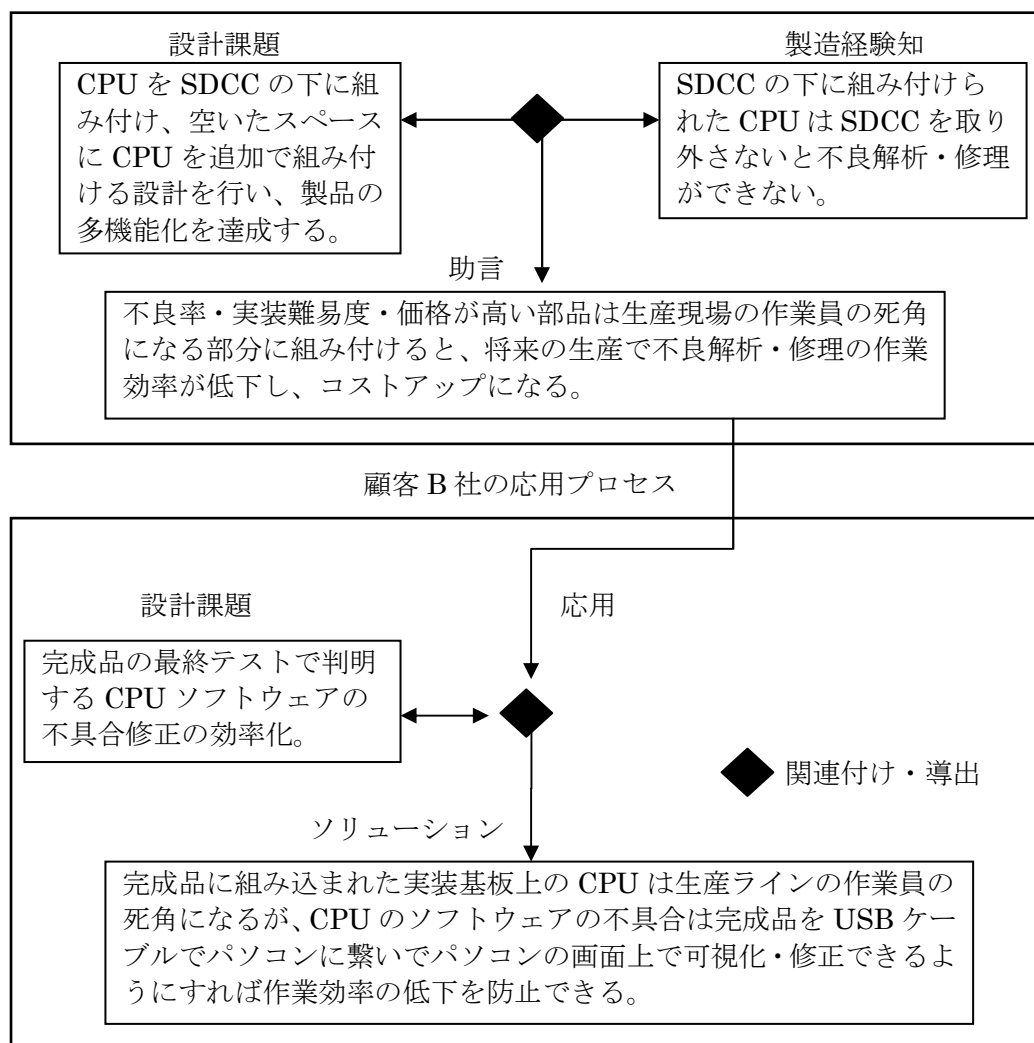 設計課題
CPU を SDCC の下に組
み付け、空いたスペース
に CPU を追加で組み付
ける設計を行い、製品の
多機能化を達成する。
製造経験知
SDCC の下に組み付けら
れた CPU は SDCC を取り
外さないと不良解析・修理
ができない。
助言
不良率・実装難易度・価格が高い部品は生産現場の作業員の死角
になる部分に組み付けると、将来の生産で不良解析・修理の作業
効率が低下し、コストアップになる。
顧客 B 社の応用プロセス
設計課題
応用
完成品の最終テストで判明
する CPU ソフトウェアの
不具合修正の効率化。
関連付け・導出
ソリューション
完成品に組み込まれた実装基板上の CPU は生産ラインの作業員の
死角になるが、CPU のソフトウェアの不具合は完成品を USB ケー
ブルでパソコンに繋いでパソコンの画面上で可視化・修正できるよ
うにすれば作業効率の低下を防止できる。